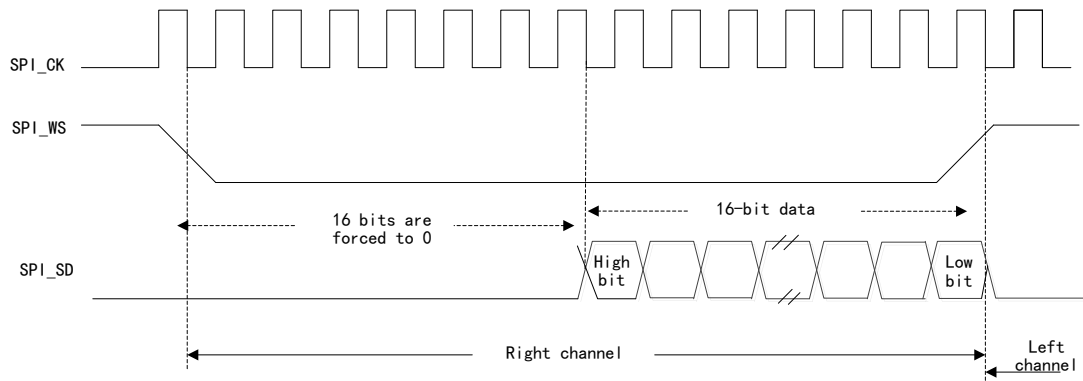 SPI_CK
SPI_WS
16 bits are
forced to 0
16-bit data
SPI_SD
High
bit
Low
bit
Right channel
Left
channel